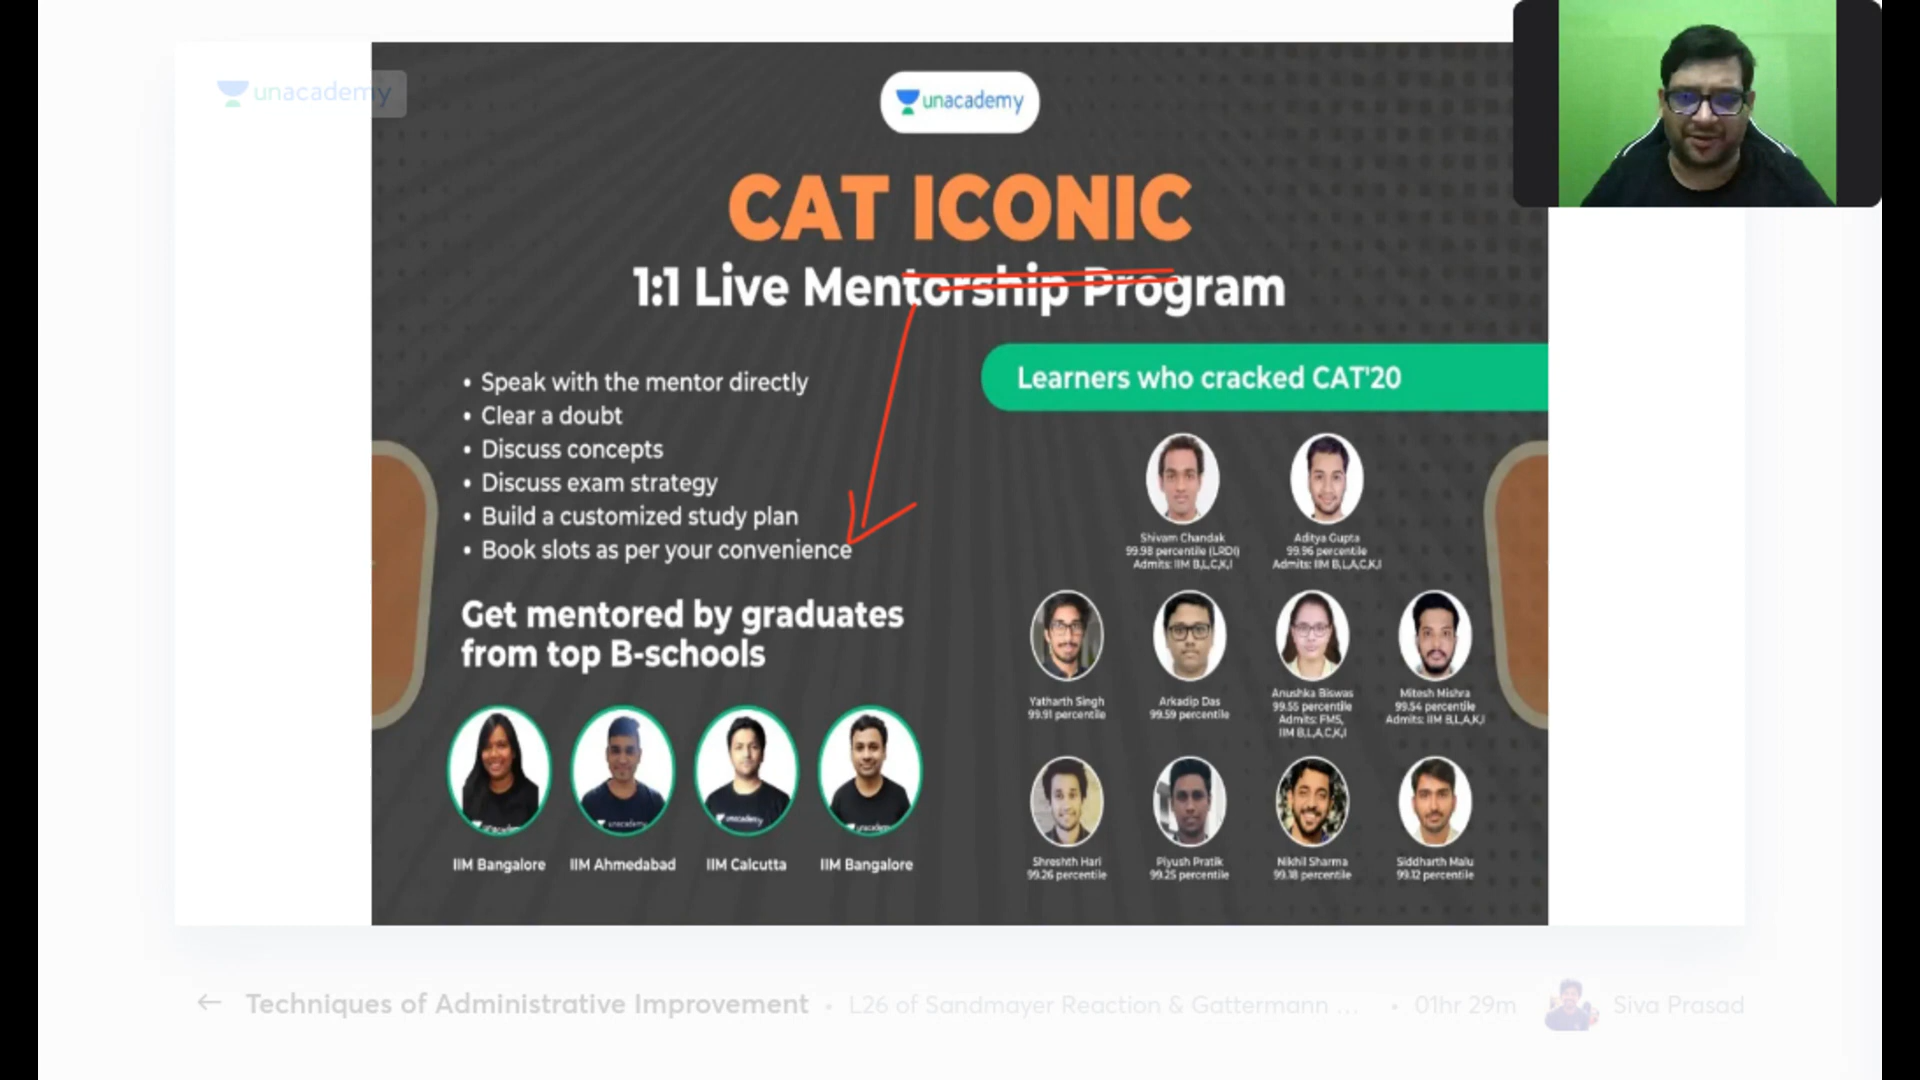 unacademy
unacademy
CAT ICONIC
1:1 Live Mentorship Program
• Speak with the mentor directly
• Clear a doubt
• Discuss concepts
• Discuss exam strategy
• Build a customized study plan
• Book slots as per your convenience
Get mentored by graduates
from top B-schools
unacademy
unacademy
unacademy
unacademy
IIM Bangalore
IIM Ahmedabad
IIM Calcutta
IIM Bangalore
Learners who cracked CAT'20
Shivam Chandak
99.98 percentile (LRDI)
Admits: IIM B,L,C,K,I
Aditya Gupta
99.96 percentile
Admits: IIM B,L,A,C,K,I
Yatharth Singh
99.91 percentile
Arkadip Das
99.59 percentile
Anushka Biswas
99.55 percentile
Admits: FMS,
IIM B,L,A,C,K,I
Mitesh Mishra
99.54 percentile
Admits: IIM B,L,A,K,I
Shreshth Hari
99.26 percentile
Piyush Pratik
99.25 percentile
Nikhil Sharma
99.18 percentile
Siddharth Malu
99.12 percentile
← Techniques of Administrative Improvement • L26 of Sandmayer Reaction & Gattermann ... • 01hr 29m Siva Prasad